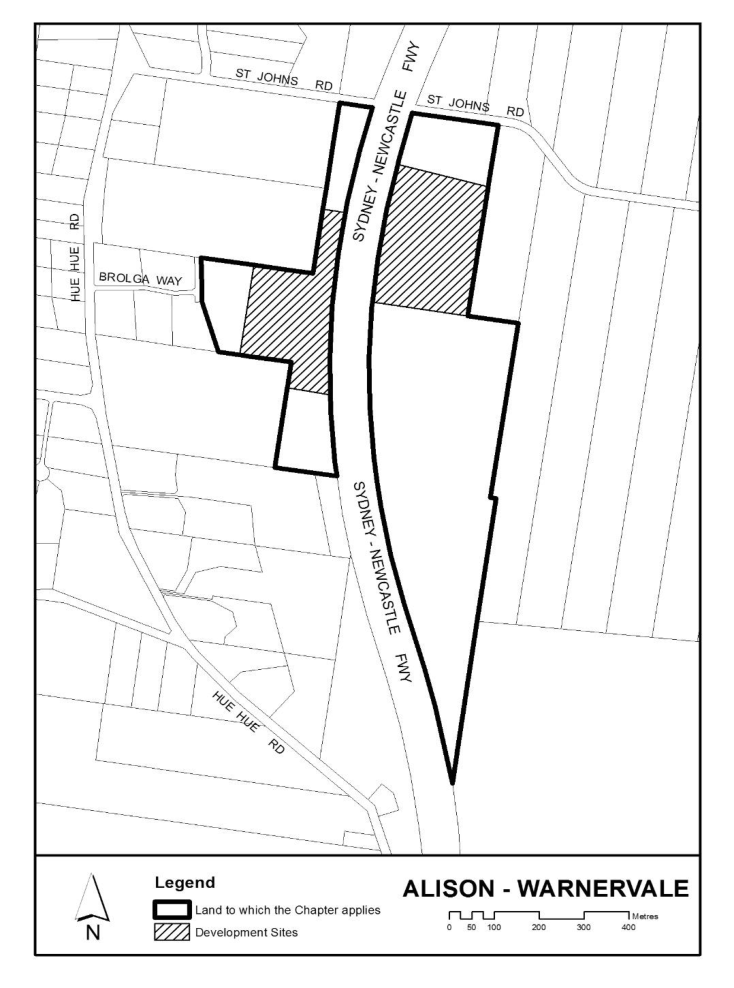 ST JOHNS RD
SYDNEY - NEWCASTLE FWY
ST JOHNS RD
HUE HUE RD
BROLGA WAY
SYDNEY - NEWCASTLE FWY
HUE HUE RD
Legend
Land to which the Chapter applies
Development Sites
N
ALISON - WARNERVALE
0 50 100 200 300 400 Metres